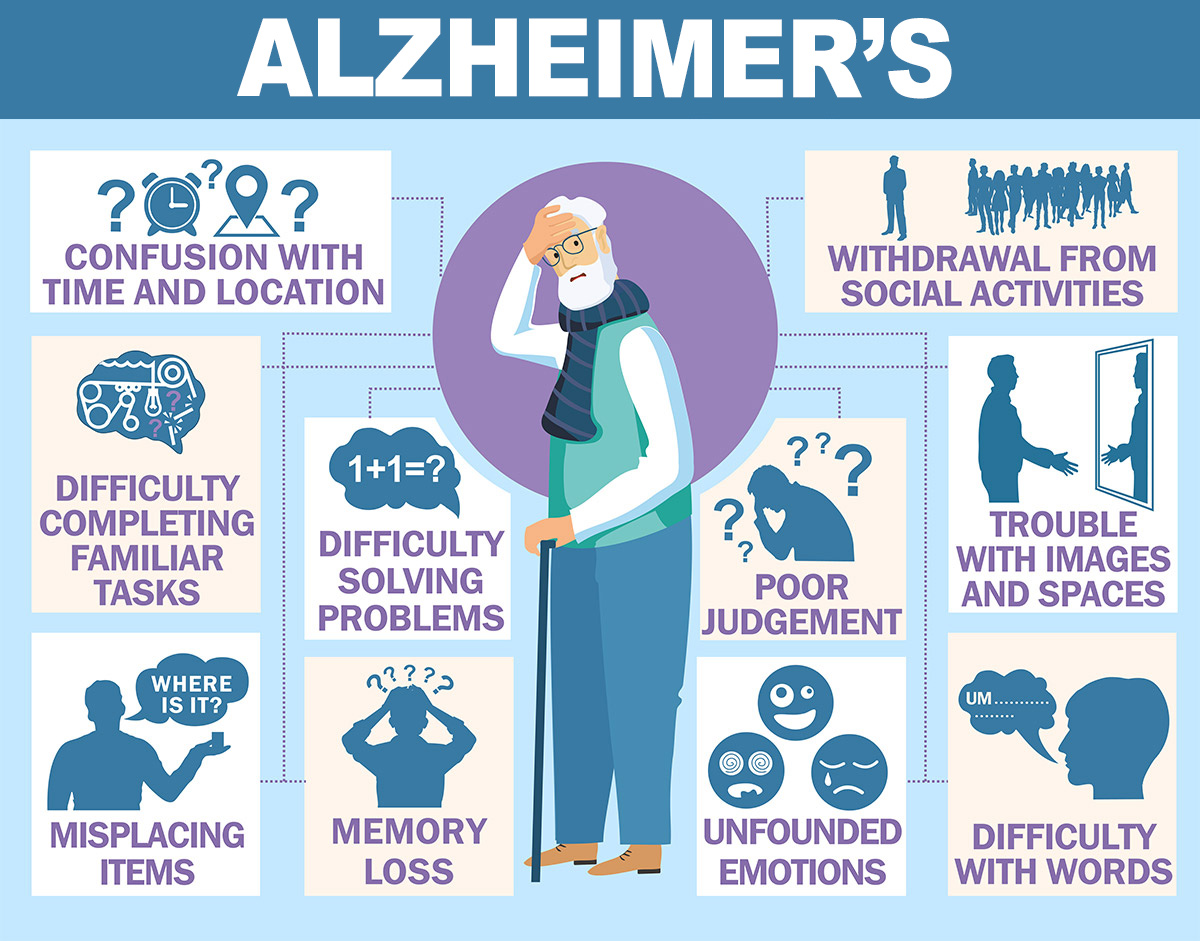 ALZHEIMER'S
? ? ?
CONFUSION WITH
TIME AND LOCATION
WITHDRAWAL FROM
SOCIAL ACTIVITIES
?
?
DIFFICULTY
COMPLETING
FAMILIAR
TASKS
1+1=?
DIFFICULTY
SOLVING
PROBLEMS
? ? ?
?
?
POOR
JUDGEMENT
TROUBLE
WITH IMAGES
AND SPACES
WHERE
IS IT?
MISPLACING
ITEMS
? ? ? ? ?
MEMORY
LOSS
UNFOUNDED
EMOTIONS
UM............
.........
DIFFICULTY
WITH WORDS